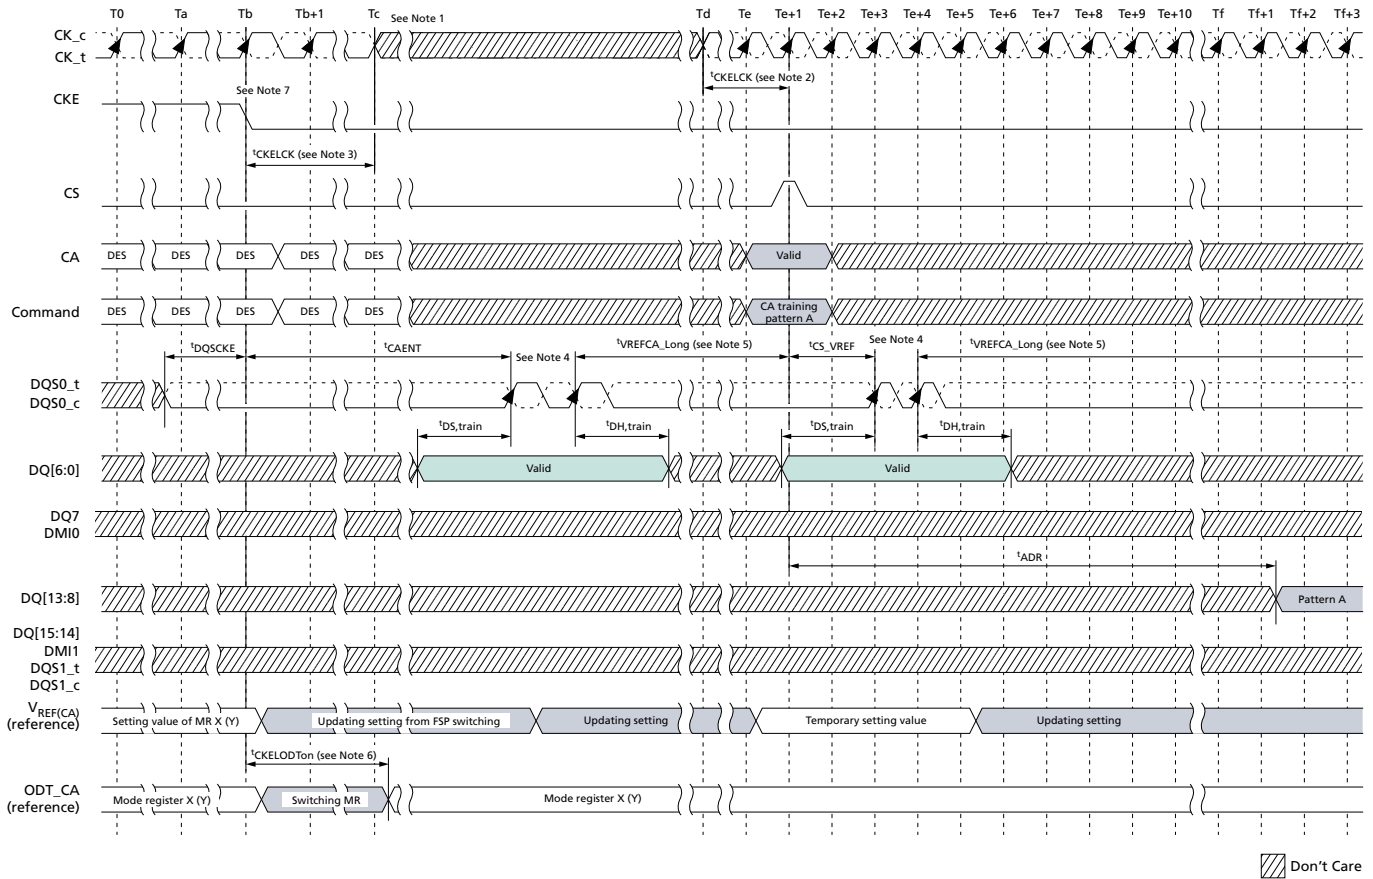 T0 Ta Tb Tb+1 Tc See Note 1 Td Te Te+1 Te+2 Te+3 Te+4 Te+5 Te+6 Te+7 Te+8 Te+9 Te+10 Tf Tf+1 Tf+2 Tf+3
CK_c
CK_t
tCKELCK (see Note 2)
CKE
See Note 7
tCKELCK (see Note 3)
CS
CA DES DES DES DES DES Valid
Command DES DES DES DES DES CA training pattern A
tDQSCKE tCAENT See Note 4 tVREFCA_Long (see Note 5) tCS_VREF See Note 4 tVREFCA_Long (see Note 5)
DQS0_t
DQS0_c
tDS,train tDH,train tDS,train tDH,train
DQ[6:0] Valid Valid
DQ7
DMI0
tADR
DQ[13:8] Pattern A
DQ[15:14]
DMI1
DQS1_t
DQS1_c
VREF(CA)
(reference) Setting value of MR X (Y) Updating setting from FSP switching Updating setting Temporary setting value Updating setting
tCKELODTon (see Note 6)
ODT_CA
(reference) Mode register X (Y) Switching MR Mode register X (Y)
Don't Care